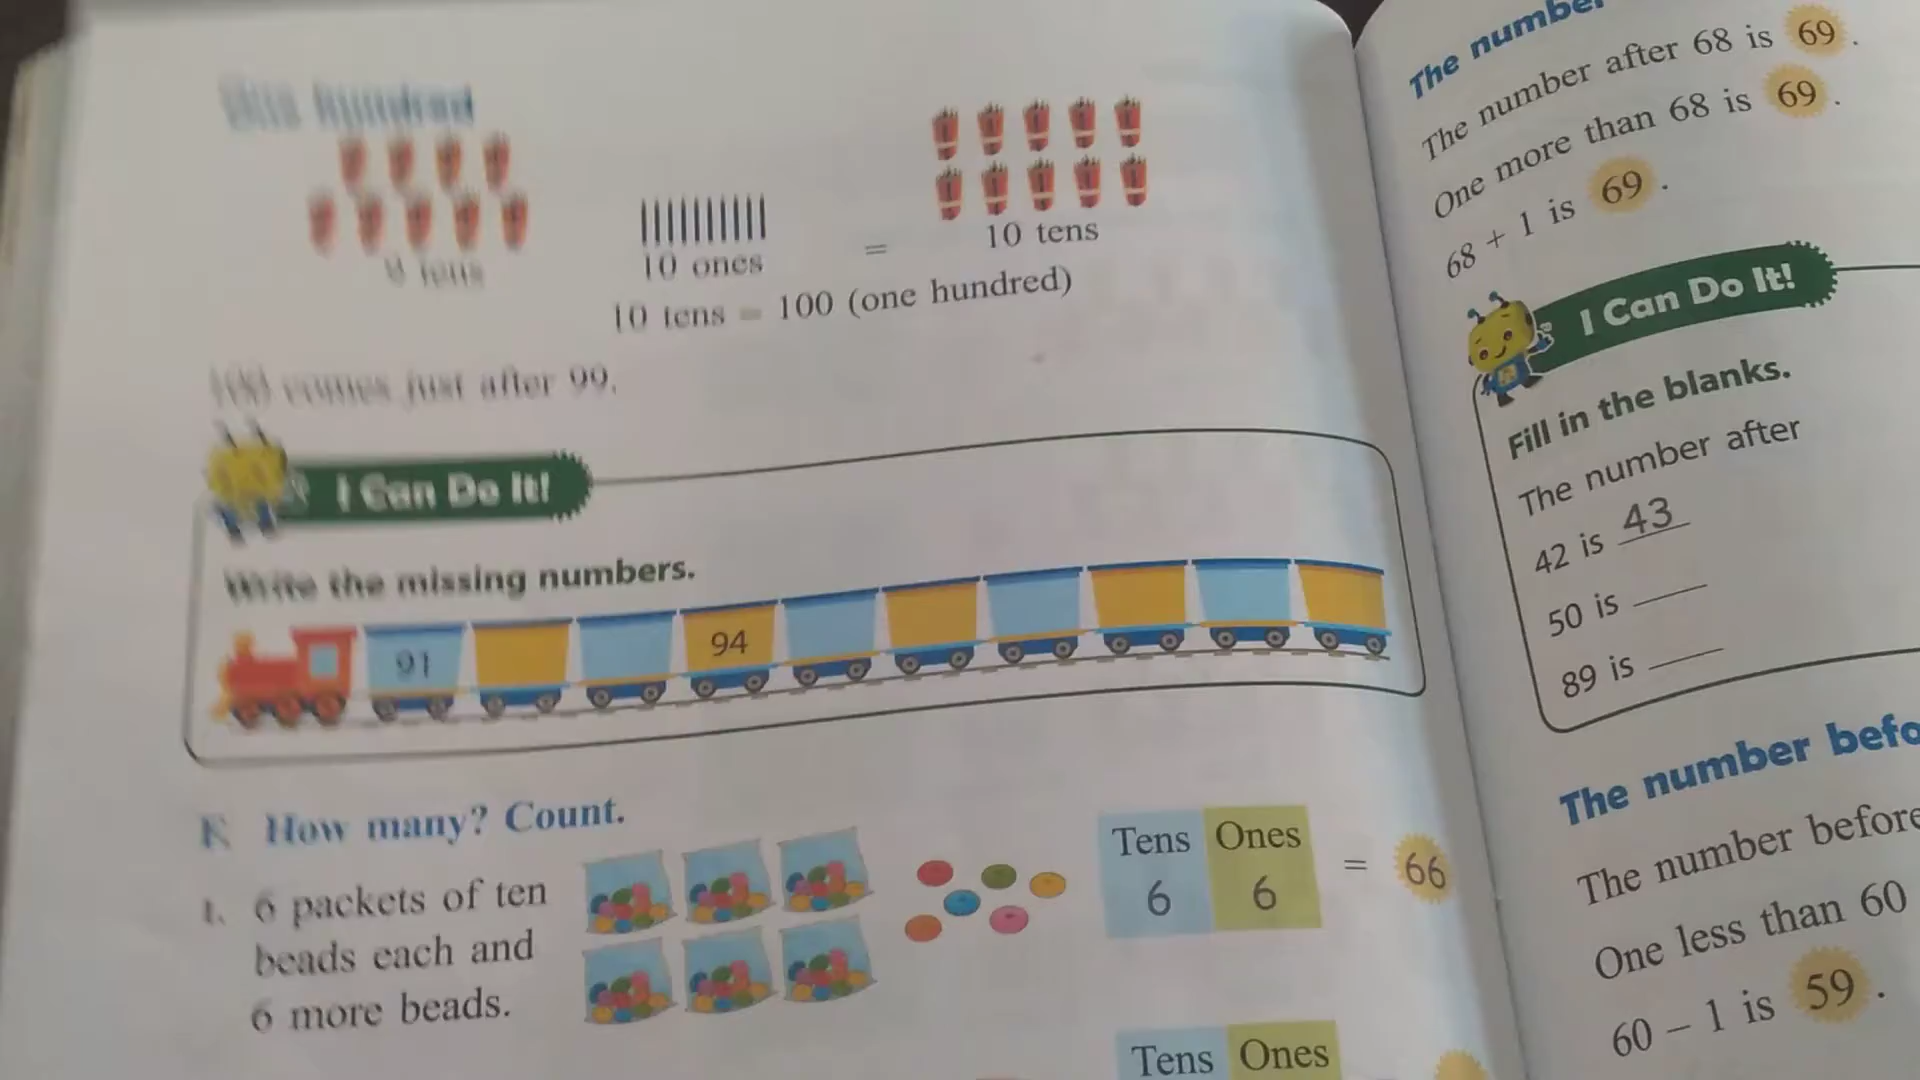 One hundred
9 tens
10 ones
=
10 tens
10 tens = 100 (one hundred)
100 comes just after 99.
I Can Do It!
Write the missing numbers.
91
94
How many? Count.
1. 6 packets of ten
beads each and
6 more beads.
Tens Ones
6 6
= 66
Tens Ones
The number
The number after 68 is 69.
One more than 68 is 69.
68 + 1 is 69.
I Can Do It!
Fill in the blanks.
The number after
42 is 43
50 is ____
89 is ____
The number befo
The number before
One less than 60
60 – 1 is 59.